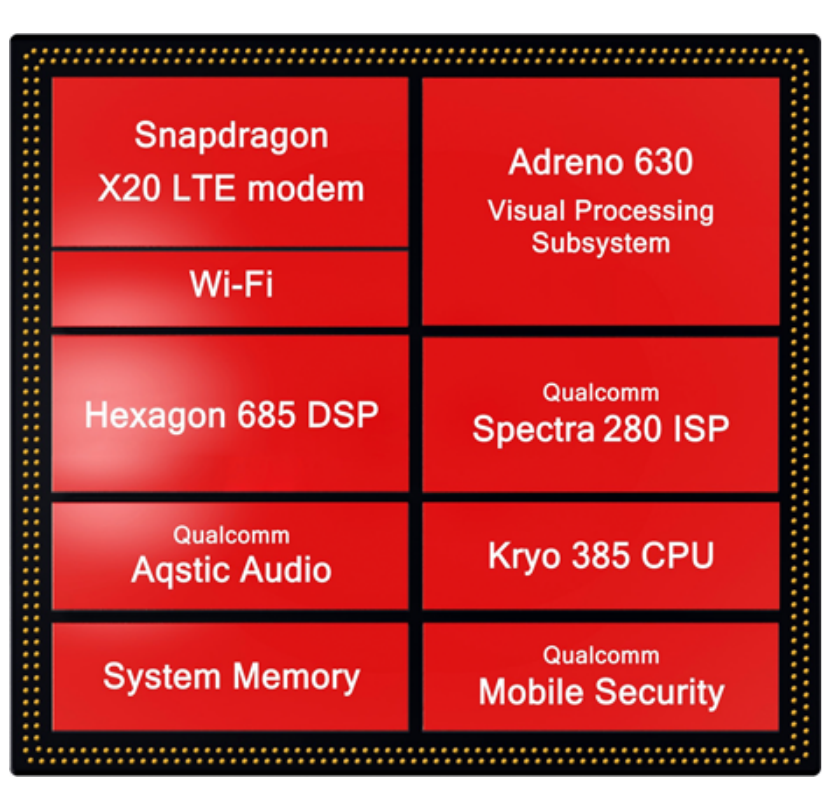 Snapdragon
X20 LTE modem
Wi-Fi
Hexagon 685 DSP
Qualcomm
Aqstic Audio
System Memory
Adreno 630
Visual Processing
Subsystem
Qualcomm
Spectra 280 ISP
Kryo 385 CPU
Qualcomm
Mobile Security